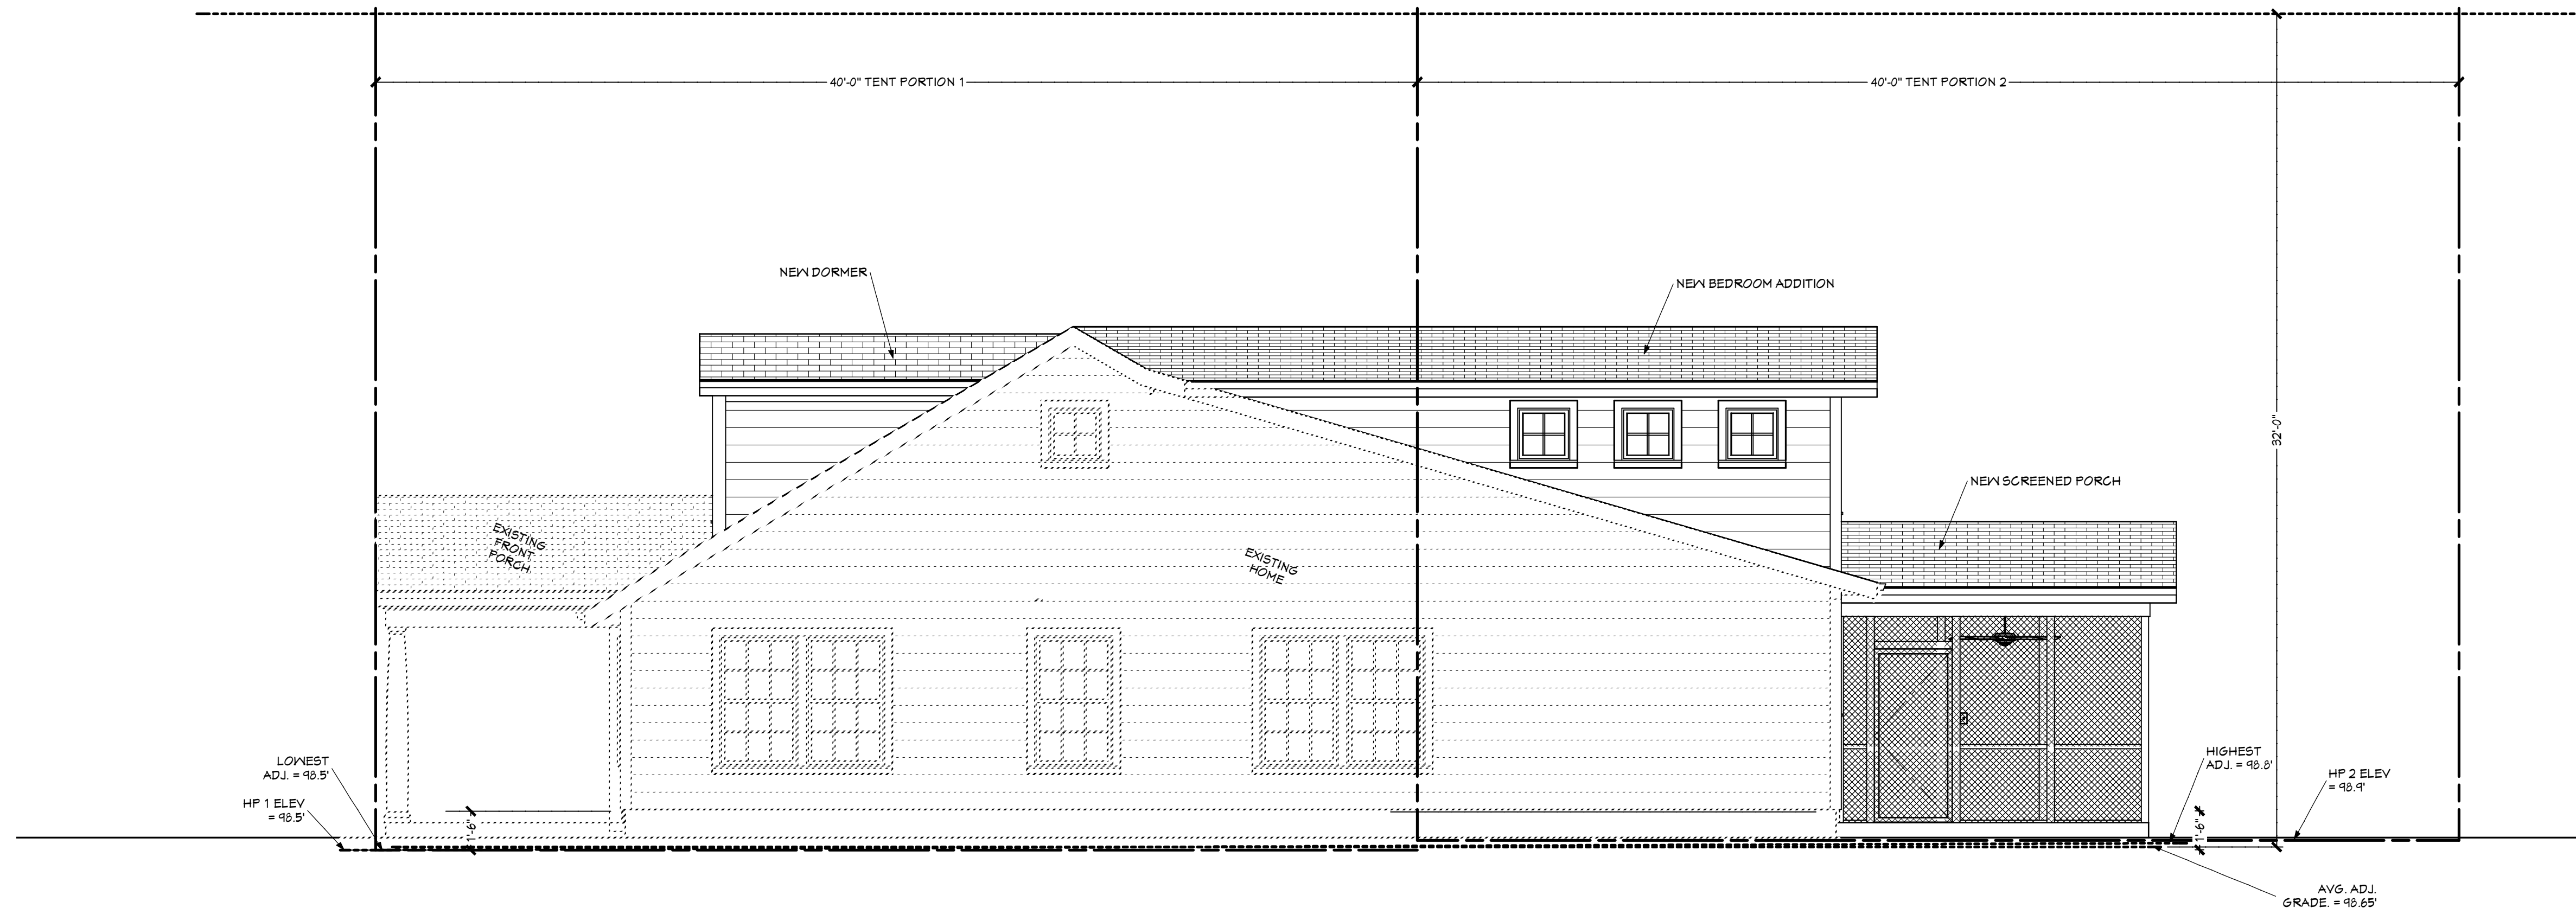 40'-0" TENT PORTION 1
40'-0" TENT PORTION 2
NEW DORMER
NEW BEDROOM ADDITION
32'-0"
NEW SCREENED PORCH
EXISTING
FRONT
PORCH
EXISTING
HOME
LOWEST
ADJ. = 98.5'
HP 1 ELEV
= 98.5'
1'-6"
HIGHEST
ADJ. = 98.8'
HP 2 ELEV
= 98.9'
1'-6"
AVG. ADJ.
GRADE. = 98.65'